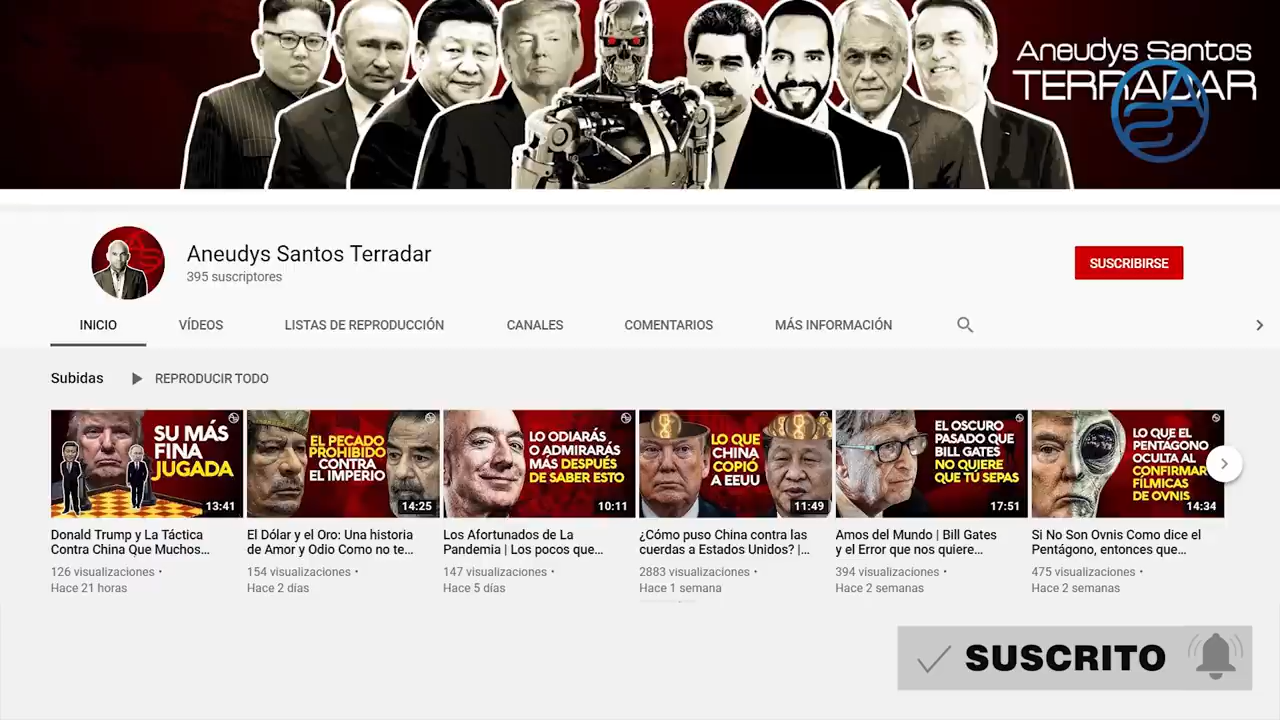 Aneudys Santos
TERRADAR
Aneudys Santos Terradar
395 suscriptores
SUSCRIBIRSE
INICIO
VÍDEOS
LISTAS DE REPRODUCCIÓN
CANALES
COMENTARIOS
MÁS INFORMACIÓN
Subidas
REPRODUCIR TODO
SU MÁS
FINA
JUGADA
13:41
EL PECADO
PROHIBIDO
CONTRA
EL IMPERIO
14:25
LO ODIARÁS
O ADMIRARÁS
MÁS DESPUÉS
DE SABER ESTO
10:11
LO QUE
CHINA
COPIÓ
A EEUU
11:49
EL OSCURO
PASADO QUE
BILL GATES
NO QUIERE
QUE TÚ SEPAS
17:51
LO QUE EL
PENTÁGONO
OCULTA AL
CONFIRMAR
FÍLMICAS
DE OVNIS
14:34
Donald Trump y La Táctica
Contra China Que Muchos...
126 visualizaciones •
Hace 21 horas
El Dólar y el Oro: Una historia
de Amor y Odio Como no te...
154 visualizaciones •
Hace 2 días
Los Afortunados de La
Pandemia | Los pocos que...
147 visualizaciones •
Hace 5 días
¿Cómo puso China contra las
cuerdas a Estados Unidos? |...
2883 visualizaciones •
Hace 1 semana
Amos del Mundo | Bill Gates
y el Error que nos quiere...
394 visualizaciones •
Hace 2 semanas
Si No Son Ovnis Como dice el
Pentágono, entonces que...
475 visualizaciones •
Hace 2 semanas
SUSCRITO